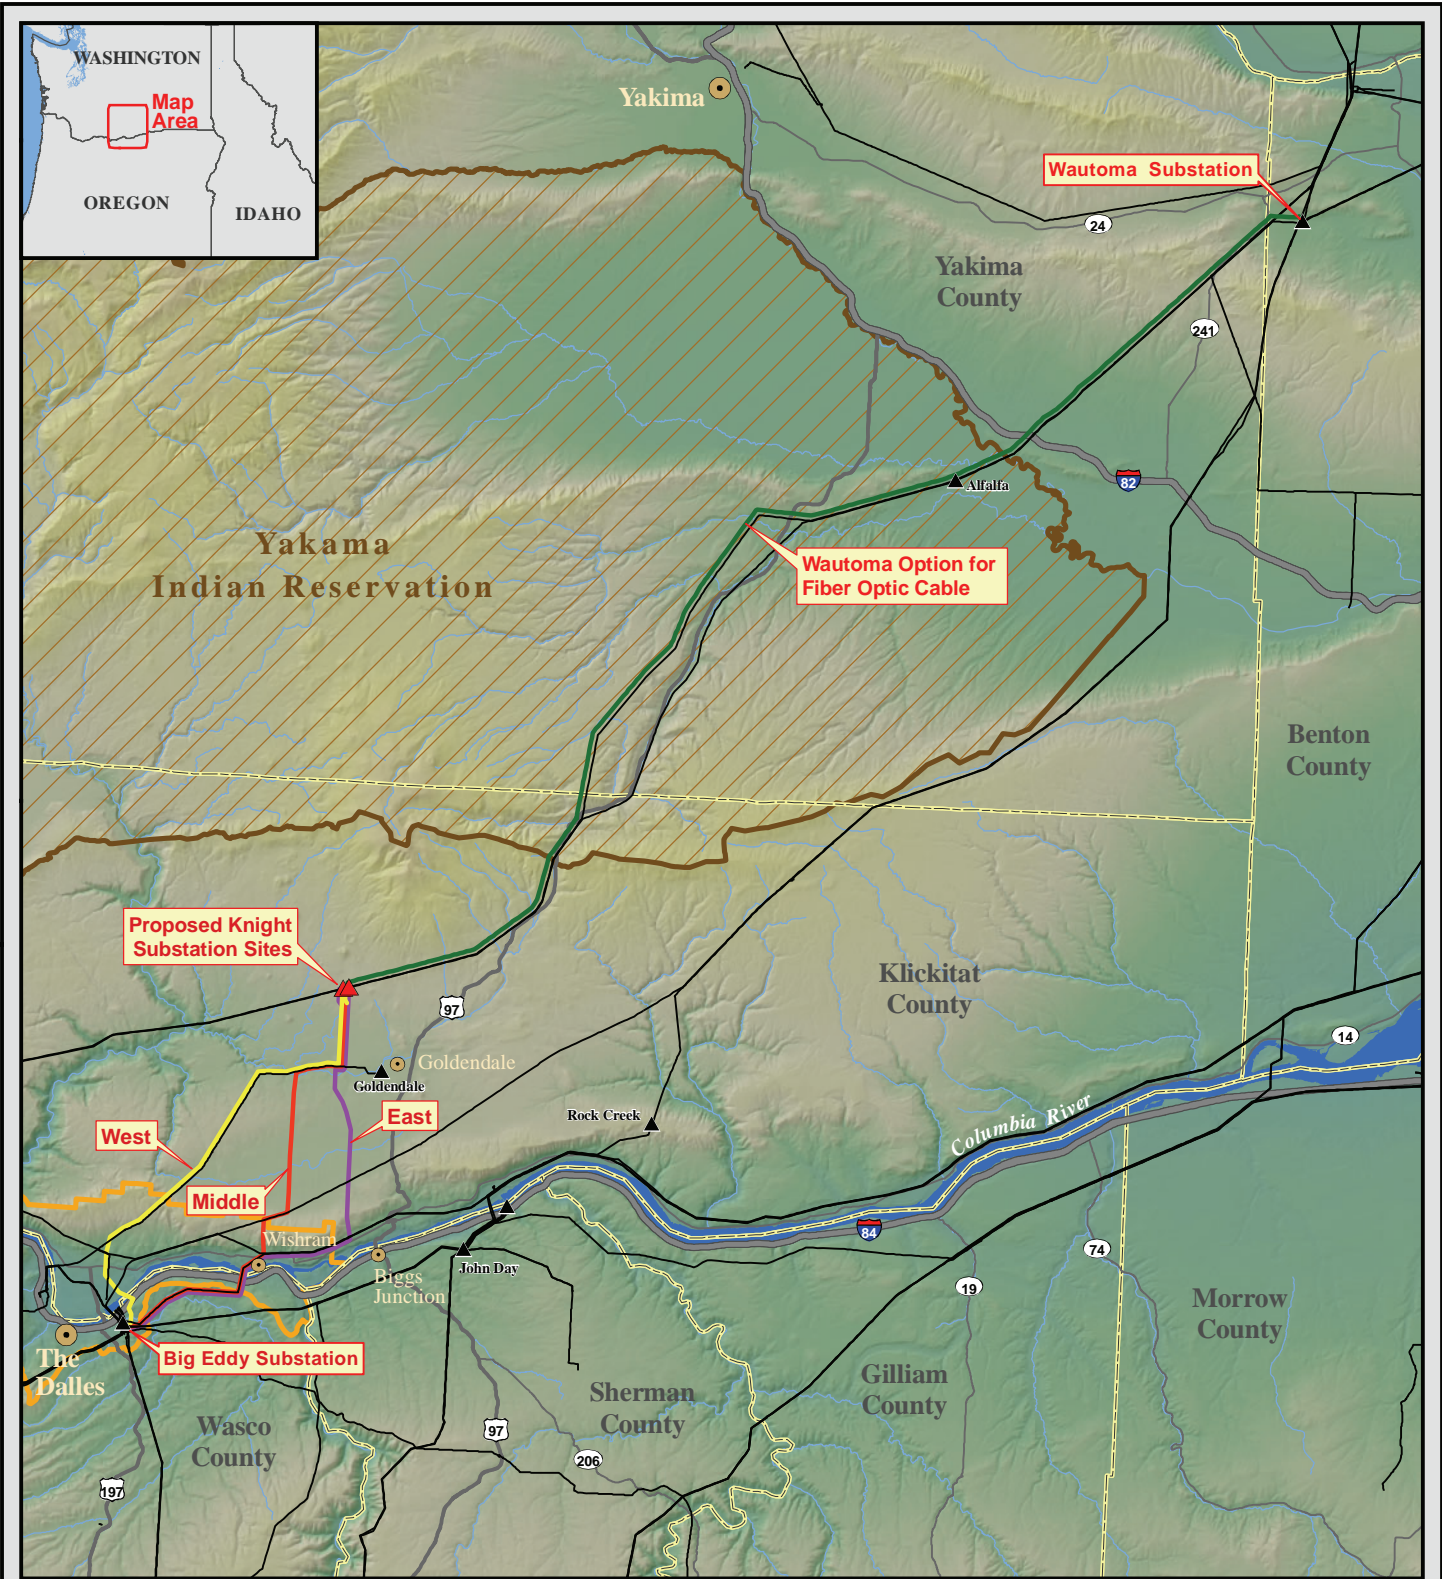 WASHINGTON
Map
Area
OREGON
IDAHO
Yakima
Wautoma Substation
24
Yakima
County
241
82
Alfalfa
Yakama
Indian Reservation
Wautoma Option for
Fiber Optic Cable
Benton
County
Proposed Knight
Substation Sites
97
Klickitat
County
14
Goldendale
Goldendale
East
Rock Creek
Columbia River
West
Middle
Wishram
84
74
John Day
Biggs
Junction
19
Morrow
County
Big Eddy Substation
The
Dalles
Gilliam
County
Sherman
County
Wasco
County
97
206
197